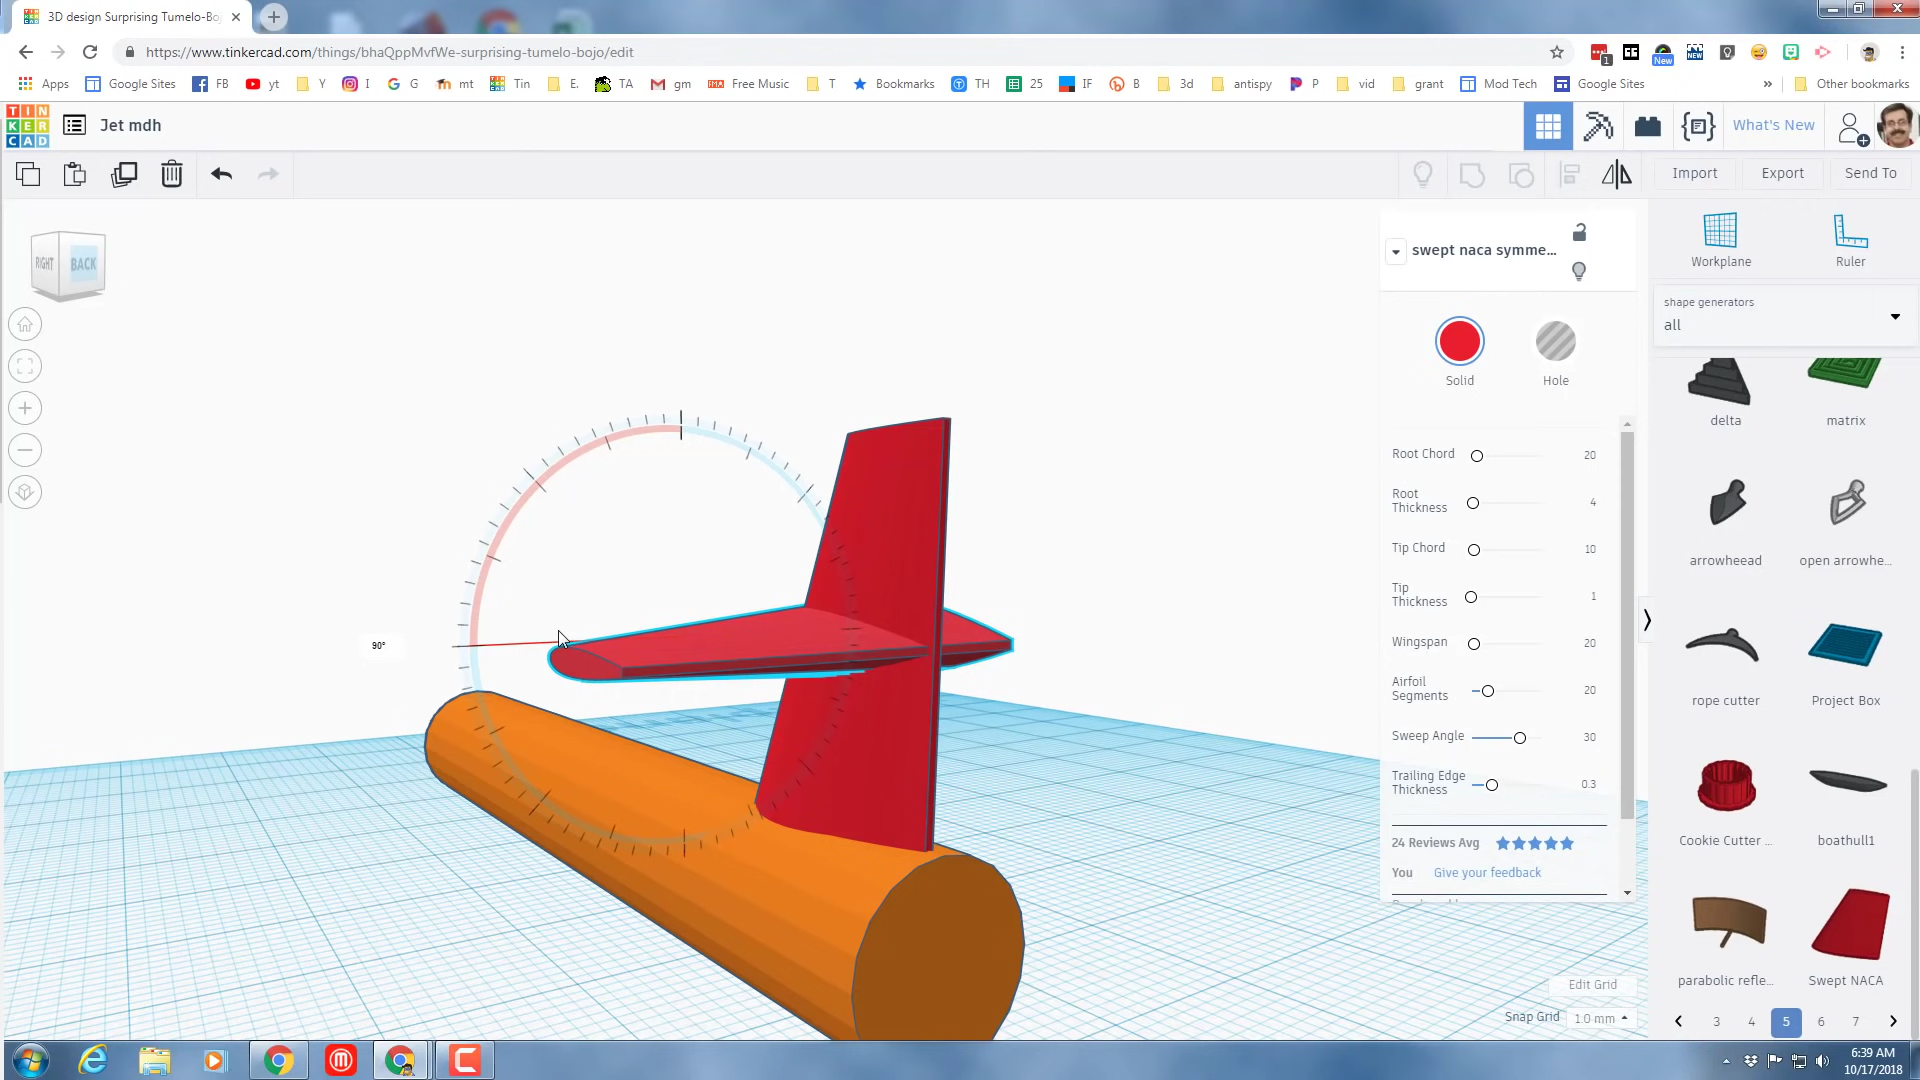 3D design Surprising Tumelo-Bo
https://www.tinkercad.com/things/bhaQppMvfWe-surprising-tumelo-bojo/edit
1
New
NEW
Apps
Google Sites
FB
yt
Y
I
G
mt
Tin
E.
TA
gm
Free Music
T
Bookmarks
TH
25
IF
B
3d
antispy
P
vid
grant
Mod Tech
Google Sites
»
Other bookmarks
TIN
KER
CAD
Jet mdh
What's New
Import
Export
Send To
RIGHT
BACK
swept naca symme...
Workplane
Ruler
shape generators
all
Solid
Hole
Root Chord
20
Root
Thickness
4
Tip Chord
10
Tip
Thickness
1
Wingspan
20
Airfoil
Segments
20
Sweep Angle
30
Trailing Edge
Thickness
0.3
24 Reviews Avg
You
Give your feedback
90°
delta
matrix
arrowheead
open arrowhe...
rope cutter
Project Box
Cookie Cutter ...
boathull1
parabolic refle...
Swept NACA
Edit Grid
Snap Grid
1.0 mm
3
4
5
6
7
6:39 AM
10/17/2018